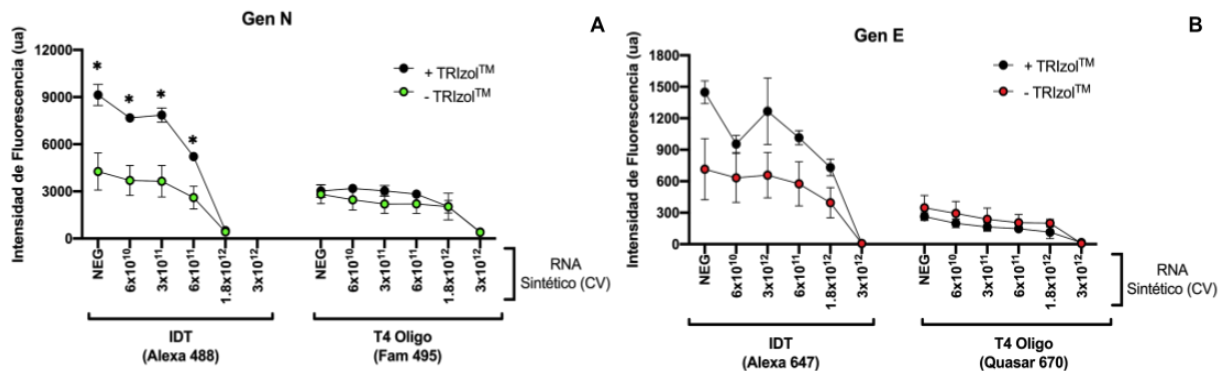 Gen N
A
Intensidad de Fluorescencia (ua)
12000
9000
6000
3000
0
*
*
*
*
+ TRIzol™
- TRIzol™
NEG
6x10¹⁰
3x10¹¹
6x10¹¹
1.8x10¹²
3x10¹²
NEG
6x10¹⁰
3x10¹¹
6x10¹¹
1.8x10¹²
3x10¹²
RNA
Sintético (CV)
IDT
(Alexa 488)
T4 Oligo
(Fam 495)
Gen E
B
Intensidad de Fluorescencia (ua)
1800
1500
1200
900
600
300
0
+ TRIzol™
- TRIzol™
NEG
6x10¹⁰
3x10¹²
6x10¹¹
1.8x10¹²
3x10¹²
NEG
6x10¹⁰
3x10¹¹
6x10¹¹
1.8x10¹²
3x10¹²
RNA
Sintético (CV)
IDT
(Alexa 647)
T4 Oligo
(Quasar 670)